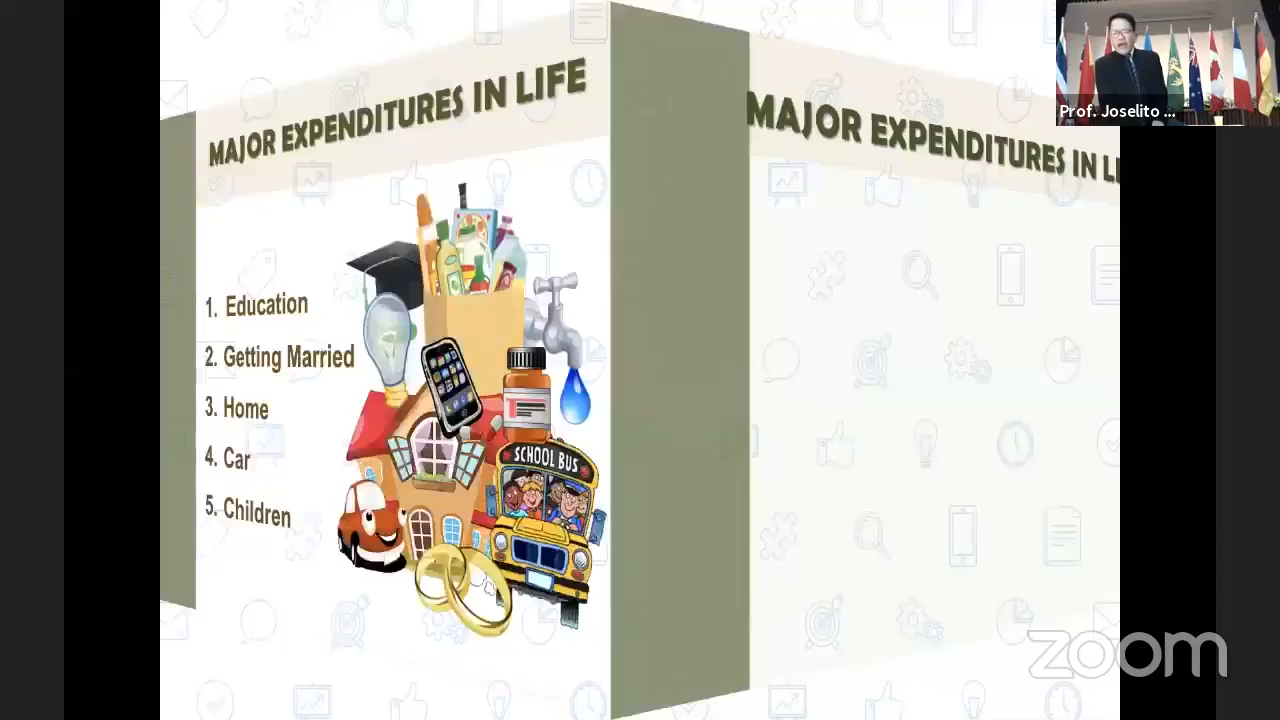 MAJOR EXPENDITURES IN LIFE
1. Education
2. Getting Married
3. Home
4. Car
5. Children
SCHOOL BUS
MAJOR EXPENDITURES IN LI
Prof. Joselito ...
zoom